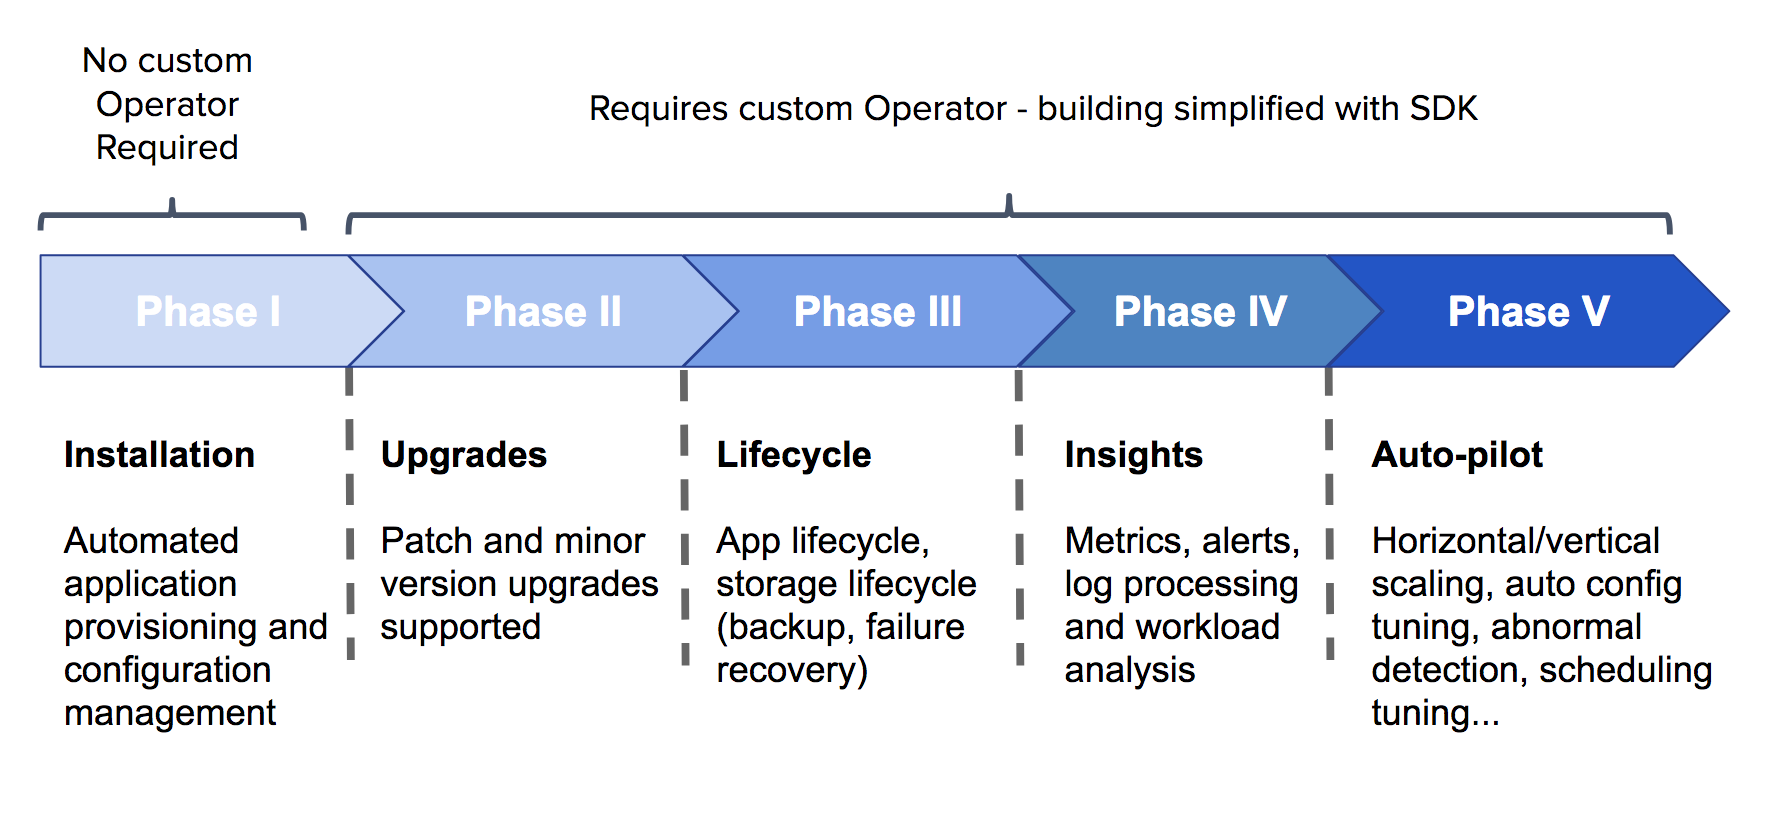 No custom
Operator
Required
Requires custom Operator - building simplified with SDK
Phase I
Phase II
Phase III
Phase IV
Phase V
Installation
Automated
application
provisioning and
configuration
management
Upgrades
Patch and minor
version upgrades
supported
Lifecycle
App lifecycle,
storage lifecycle
(backup, failure
recovery)
Insights
Metrics, alerts,
log processing
and workload
analysis
Auto-pilot
Horizontal/vertical
scaling, auto config
tuning, abnormal
detection, scheduling
tuning...